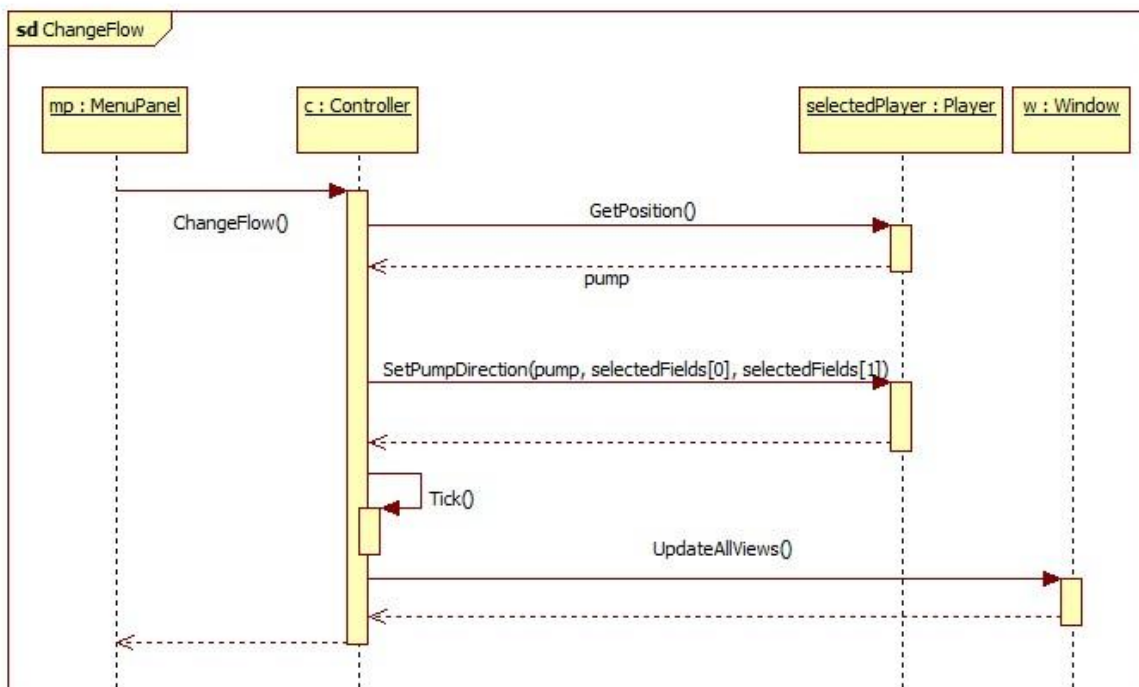 sd ChangeFlow
mp : MenuPanel
c : Controller
selectedPlayer : Player
w : Window
ChangeFlow()
GetPosition()
pump
SetPumpDirection(pump, selectedFields[0], selectedFields[1])
Tick()
UpdateAllViews()